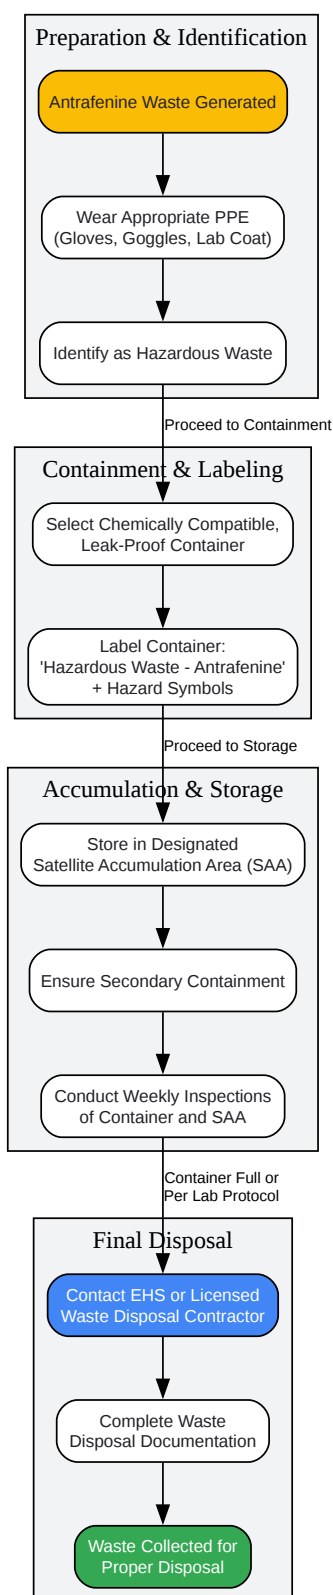 Preparation & Identification
Antrafenine Waste Generated
Wear Appropriate PPE
(Gloves, Goggles, Lab Coat)
Identify as Hazardous Waste
Proceed to Containment
Containment & Labeling
Select Chemically Compatible,
Leak-Proof Container
Label Container:
'Hazardous Waste - Antrafenine'
+ Hazard Symbols
Proceed to Storage
Accumulation & Storage
Store in Designated
Satellite Accumulation Area (SAA)
Ensure Secondary Containment
Conduct Weekly Inspections
of Container and SAA
Container Full or
Per Lab Protocol
Final Disposal
Contact EHS or Licensed
Waste Disposal Contractor
Complete Waste
Disposal Documentation
Waste Collected for
Proper Disposal